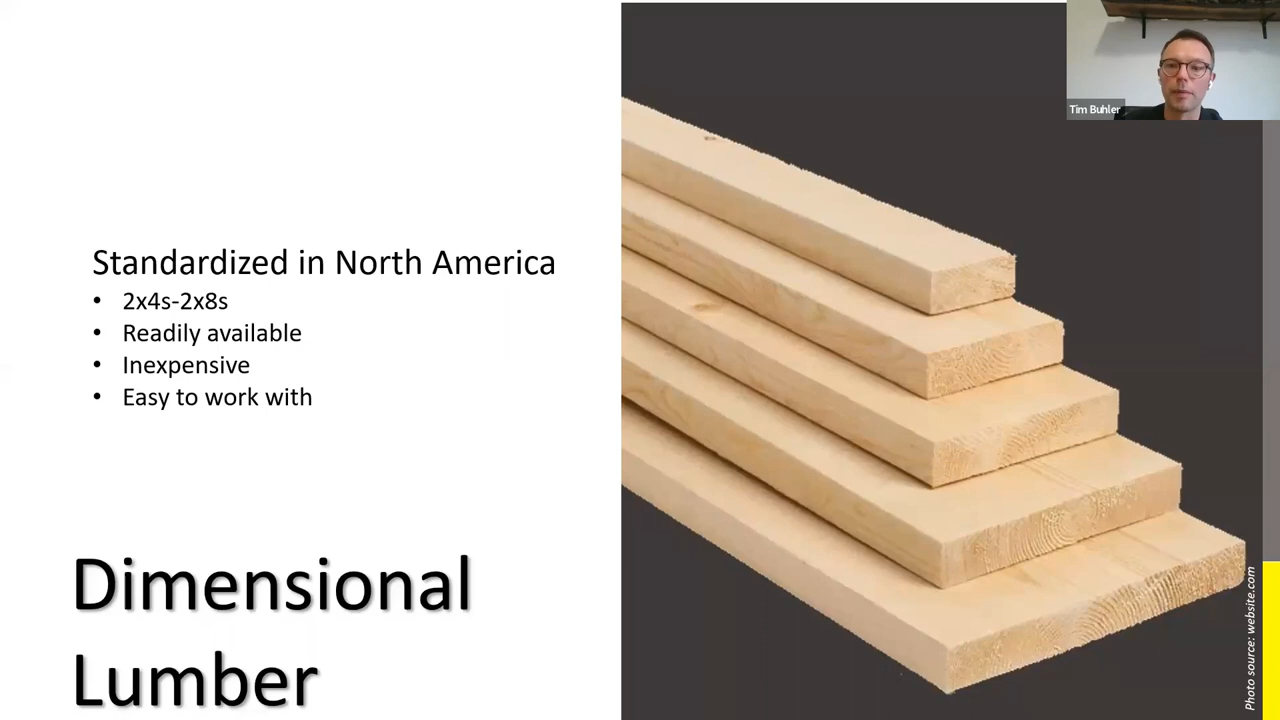 Tim Buhler
Standardized in North America
• 2x4s-2x8s
• Readily available
• Inexpensive
• Easy to work with
Dimensional
Lumber
Photo source: website.com